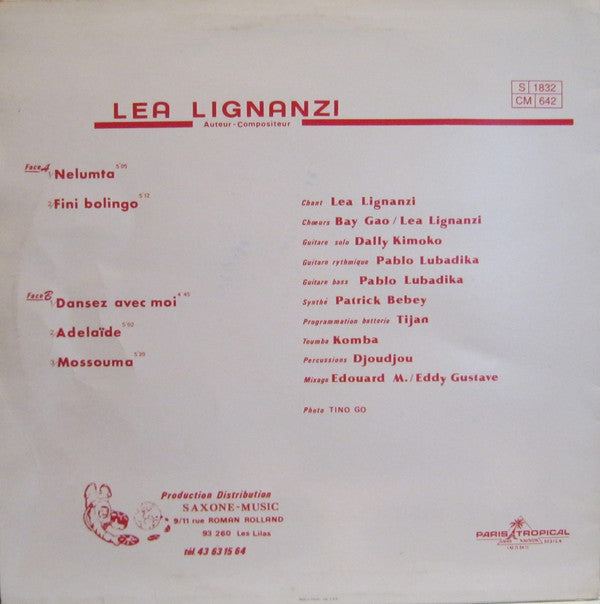 S 1832
CM 642
LEA LIGNANZI
Auteur-Compositeur
Face A
1) Nelumta 5'05
2) Fini bolingo 5'12
Face B
1) Dansez avec moi 4'45
2) Adelaïde 5'02
3) Mossouma 5'20
Chant Lea Lignanzi
Chœurs Bay Gao/Lea Lignanzi
Guitare solo Dally Kimoko
Guitare rythmique Pablo Lubadika
Guitare bass Pablo Lubadika
Synthé Patrick Bebey
Programmation batterie Tijan
Toumba Komba
Percussions Djoudjou
Mixage Edouard M./Eddy Gustave
Photo TINO GO
Production Distribution
SAXONE-MUSIC
9/11 rue ROMAN ROLLAND
93 260 Les Lilas
tél. 43 63 15 64
PARIS TROPICAL
DESIGN